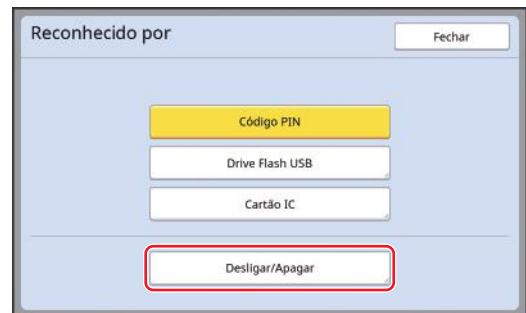 Reconhecido por
Fechar
Código PIN
Drive Flash USB
Cartão IC
Desligar/Apagar